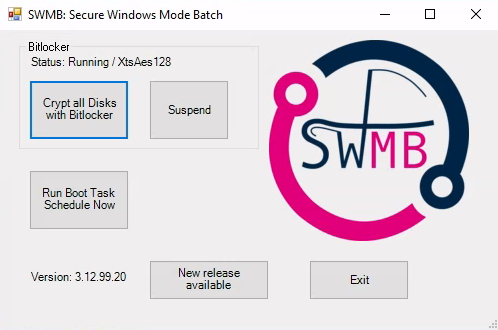 SWMB: Secure Windows Mode Batch
Bitlocker
Status: Running / XtsAes128
Crypt all Disks
with Bitlocker
Suspend
SWMB
Run Boot Task
Schedule Now
Version: 3.12.99.20
New release
available
Exit